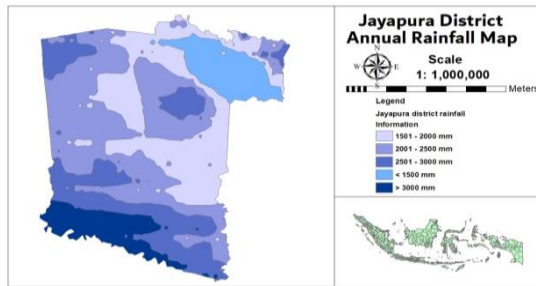 Jayapura District
Annual Rainfall Map
N
W E
S
Scale
1: 1,000,000
Meters
Legend
Jayapura district rainfall
Information
1501 - 2000 mm
2001 - 2500 mm
2501 - 3000 mm
< 1500 mm
> 3000 mm